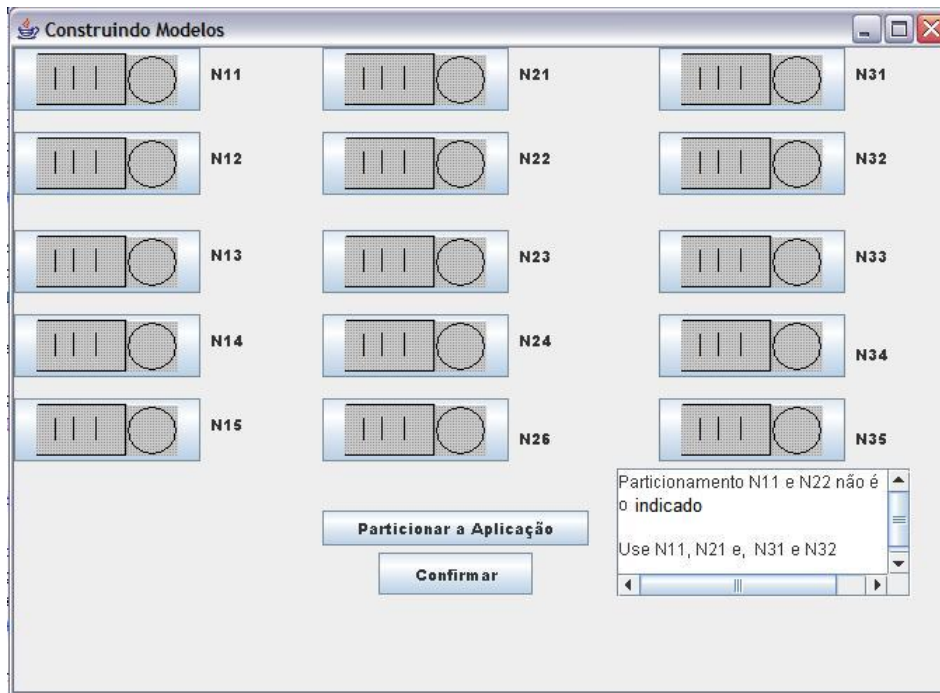 Construindo Modelos
N11 N21 N31
N12 N22 N32
N13 N23 N33
N14 N24 N34
N15 N26 N35
Particionamento N11 e N22 não é
o indicado
Use N11, N21 e, N31 e N32
Particionar a Aplicação
Confirmar